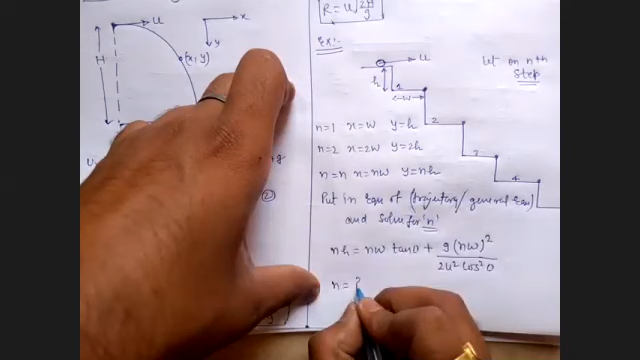 R = u√2H/g
Ex:-
u
x
y
(x, y)
H
u
h
w
1
2
3
4
Let on nth
Step
n=1 x=w y=h
n=2 x=2w y=2h
n=n x=nw y=nh
Put in Eqn of (trajectory/general Eqn)
and solve for 'n'
nh = nw tanθ + g(nw)²/2u² cos²θ
n = ?
②